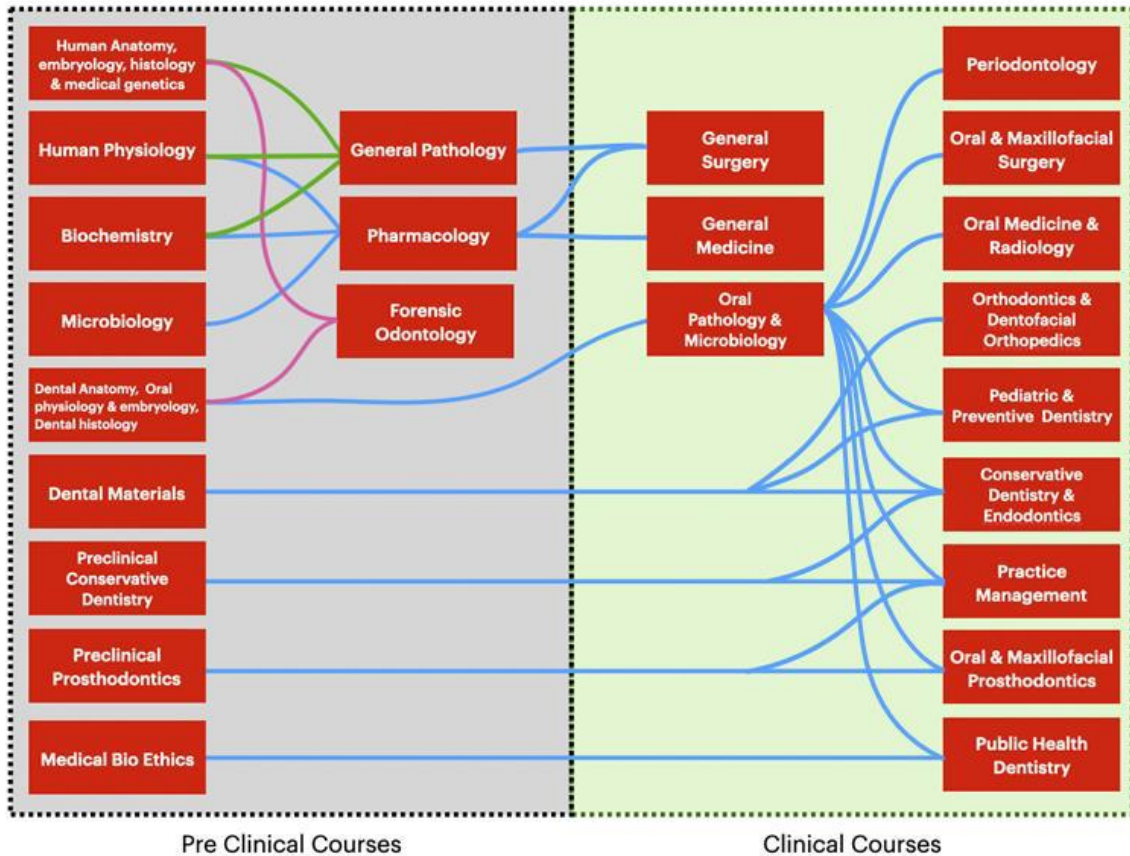 Human Anatomy,
embryology, histology
& medical genetics
Human Physiology
Biochemistry
Microbiology
Dental Anatomy, Oral
physiology & embryology,
Dental histology
Dental Materials
Preclinical
Conservative
Dentistry
Preclinical
Prosthodontics
Medical Bio Ethics
General Pathology
Pharmacology
Forensic
Odontology
General
Surgery
General
Medicine
Oral
Pathology &
Microbiology
Periodontology
Oral & Maxillofacial
Surgery
Oral Medicine &
Radiology
Orthodontics &
Dentofacial
Orthopedics
Pediatric &
Preventive Dentistry
Conservative
Dentistry &
Endodontics
Practice
Management
Oral & Maxillofacial
Prosthodontics
Public Health
Dentistry
Pre Clinical Courses
Clinical Courses